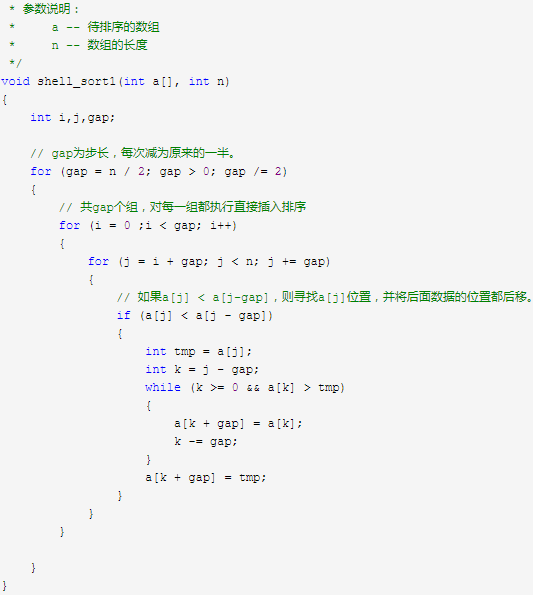 * 参数说明：
 *     a -- 待排序的数组
 *     n -- 数组的长度
 */
void shell_sort1(int a[], int n)
{
    int i,j,gap;

    // gap为步长，每次减为原来的一半。
    for (gap = n / 2; gap > 0; gap /= 2)
    {
        // 共gap个组，对每一组都执行直接插入排序
        for (i = 0 ;i < gap; i++)
        {
            for (j = i + gap; j < n; j += gap)
            {
                // 如果a[j] < a[j-gap]，则寻找a[j]位置，并将后面数据的位置都后移。
                if (a[j] < a[j - gap])
                {
                    int tmp = a[j];
                    int k = j - gap;
                    while (k >= 0 && a[k] > tmp)
                    {
                        a[k + gap] = a[k];
                        k -= gap;
                    }
                    a[k + gap] = tmp;
                }
            }
        }

    }
}